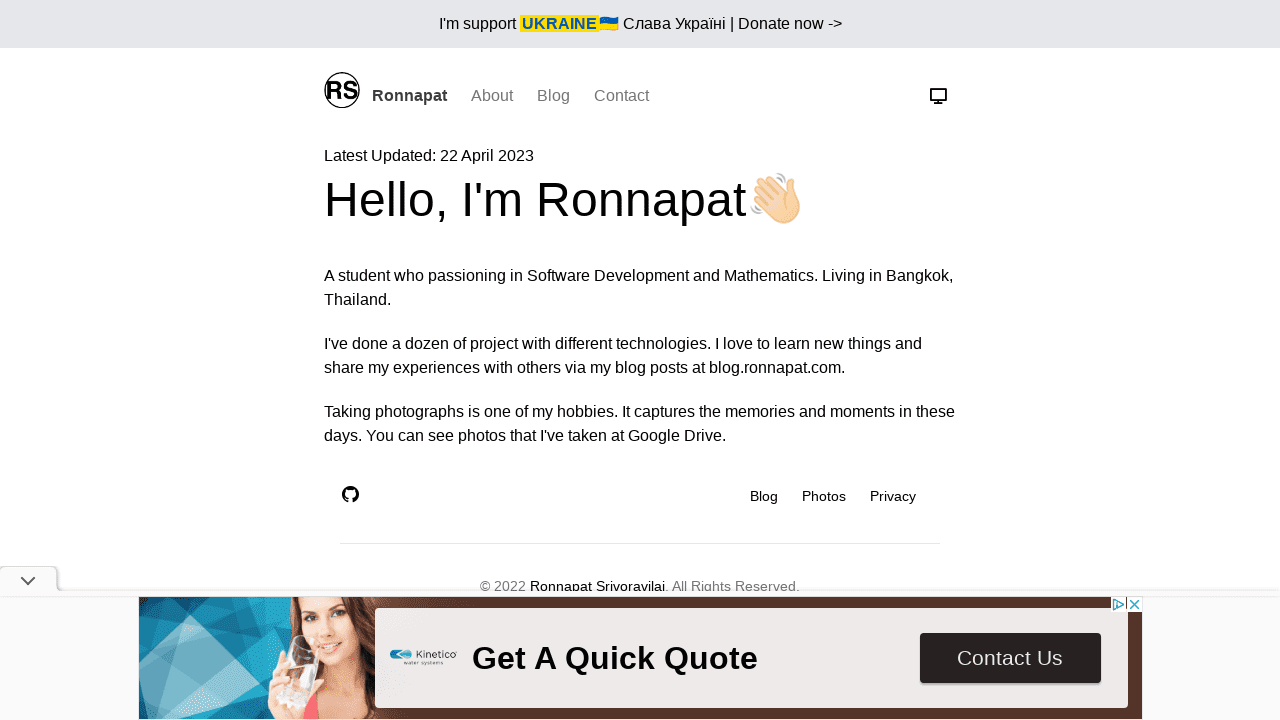 I'm support UKRAINE🇺🇦 Слава Україні | Donate now ->
RS Ronnapat About Blog Contact
Latest Updated: 22 April 2023
Hello, I'm Ronnapat👋🏻
A student who passioning in Software Development and Mathematics. Living in Bangkok,
Thailand.
I've done a dozen of project with different technologies. I love to learn new things and
share my experiences with others via my blog posts at blog.ronnapat.com.
Taking photographs is one of my hobbies. It captures the memories and moments in these
days. You can see photos that I've taken at Google Drive.
Blog Photos Privacy
© 2022 Ronnapat Srivoravilai. All Rights Reserved.
Kinetico
water systems
Get A Quick Quote
Contact Us